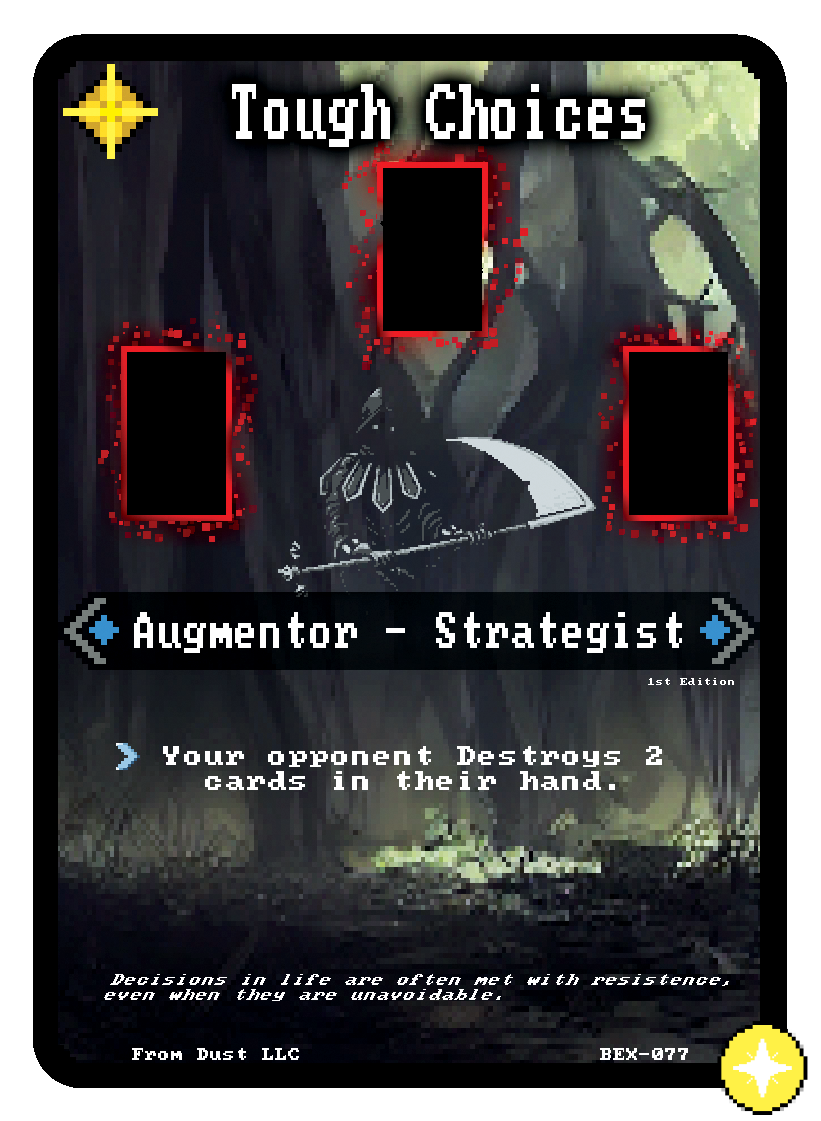 Tough Choices
Augmentor - Strategist
1st Edition
Your opponent Destroys 2
cards in their hand.
Decisions in life are often met with resistance,
even when they are unavoidable.
From Dust LLC
BEX-077